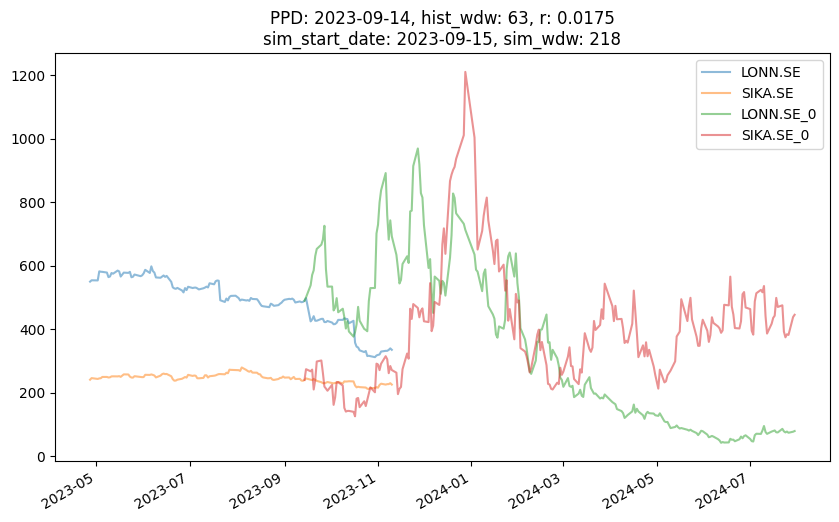 PPD: 2023-09-14, hist_wdw: 63, r: 0.0175
sim_start_date: 2023-09-15, sim_wdw: 218
LONN.SE
SIKA.SE
LONN.SE_0
SIKA.SE_0
1200
1000
800
600
400
200
0
2023-05
2023-07
2023-09
2023-11
2024-01
2024-03
2024-05
2024-07